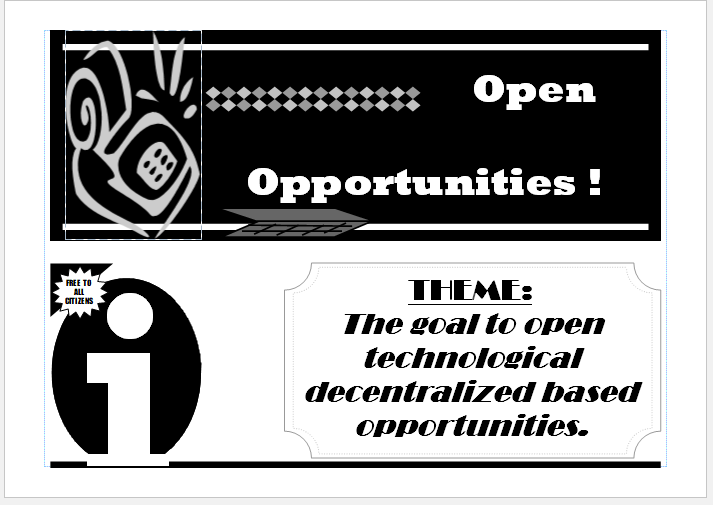 Open
Opportunities !
FREE TO
ALL
CITIZENS
THEME:
The goal to open
technological
decentralized based
opportunities.